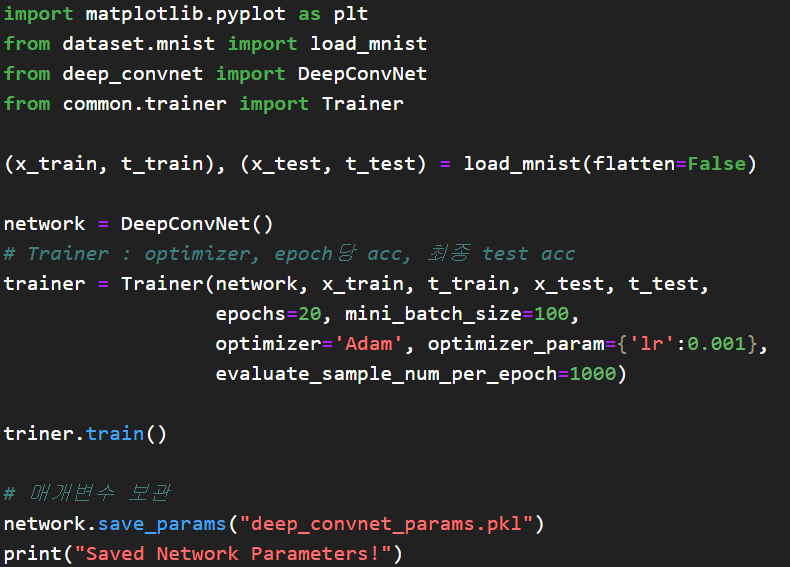 import matplotlib.pyplot as plt
from dataset.mnist import load_mnist
from deep_convnet import DeepConvNet
from common.trainer import Trainer
(x_train, t_train), (x_test, t_test) = load_mnist(flatten=False)
network = DeepConvNet()
# Trainer : optimizer, epoch당 acc, 최종 test acc
trainer = Trainer(network, x_train, t_train, x_test, t_test,
epochs=20, mini_batch_size=100,
optimizer='Adam', optimizer_param={'lr':0.001},
evaluate_sample_num_per_epoch=1000)
triner.train()
# 매개변수 보관
network.save_params("deep_convnet_params.pkl")
print("Saved Network Parameters!")